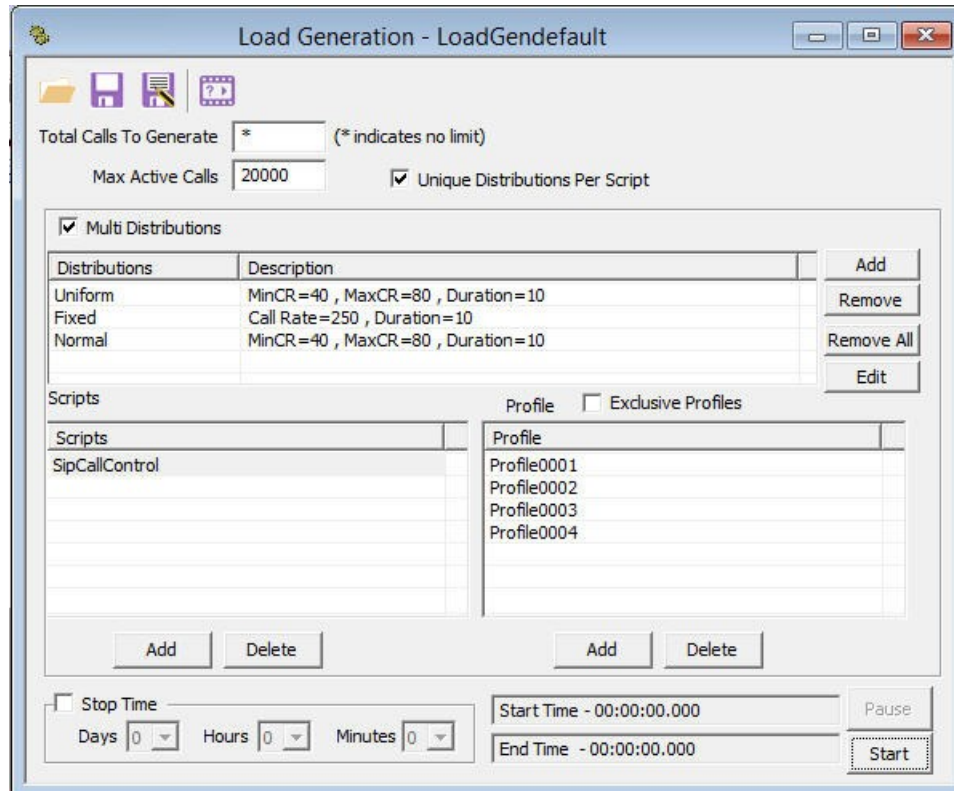 Load Generation - LoadGendefault
Total Calls To Generate * (* indicates no limit)
Max Active Calls 20000 Unique Distributions Per Script
Multi Distributions
Distributions Description
Uniform MinCR=40 , MaxCR=80 , Duration=10
Fixed Call Rate=250 , Duration=10
Normal MinCR=40 , MaxCR=80 , Duration=10
Add
Remove
Remove All
Edit
Scripts
Profile Exclusive Profiles
Scripts
SipCallControl
Profile
Profile0001
Profile0002
Profile0003
Profile0004
Add Delete
Add Delete
Stop Time
Days 0 Hours 0 Minutes 0
Start Time - 00:00:00.000
End Time - 00:00:00.000
Pause
Start